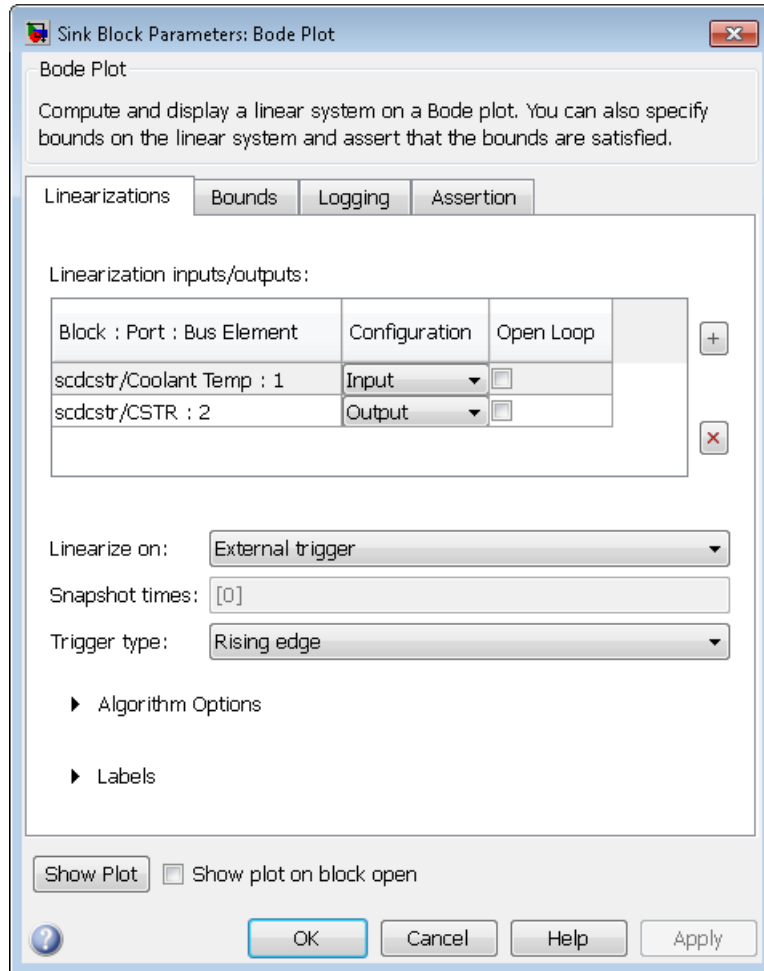 Sink Block Parameters: Bode Plot
Bode Plot
Compute and display a linear system on a Bode plot. You can also specify
bounds on the linear system and assert that the bounds are satisfied.
Linearizations Bounds Logging Assertion
Linearization inputs/outputs:
Block : Port : Bus Element Configuration Open Loop
scdcstr/Coolant Temp : 1 Input
scdcstr/CSTR : 2 Output
Linearize on: External trigger
Snapshot times: [0]
Trigger type: Rising edge
Algorithm Options
Labels
Show Plot Show plot on block open
OK Cancel Help Apply